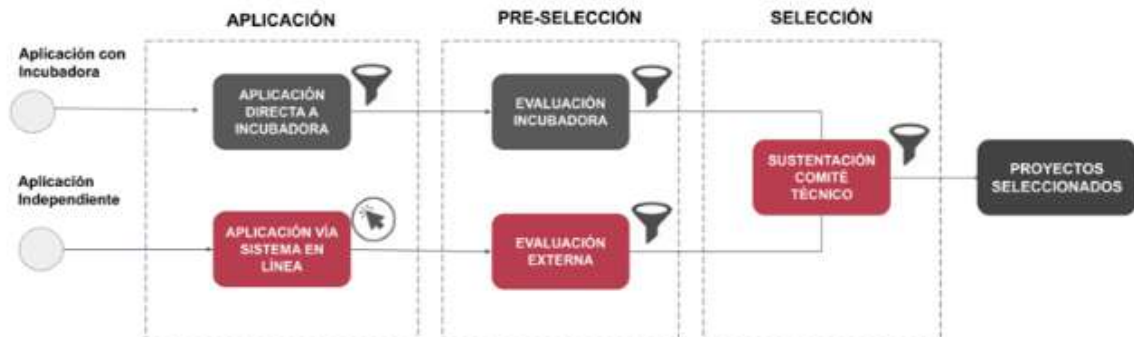 APLICACIÓN
PRE-SELECCIÓN
SELECCIÓN
Aplicación con
Incubadora
APLICACIÓN
DIRECTA A
INCUBADORA
EVALUACIÓN
INCUBADORA
SUSTENTACIÓN
COMITÉ
TÉCNICO
PROYECTOS
SELECCIONADOS
Aplicación
Independiente
APLICACIÓN VÍA
SISTEMA EN
LÍNEA
EVALUACIÓN
EXTERNA